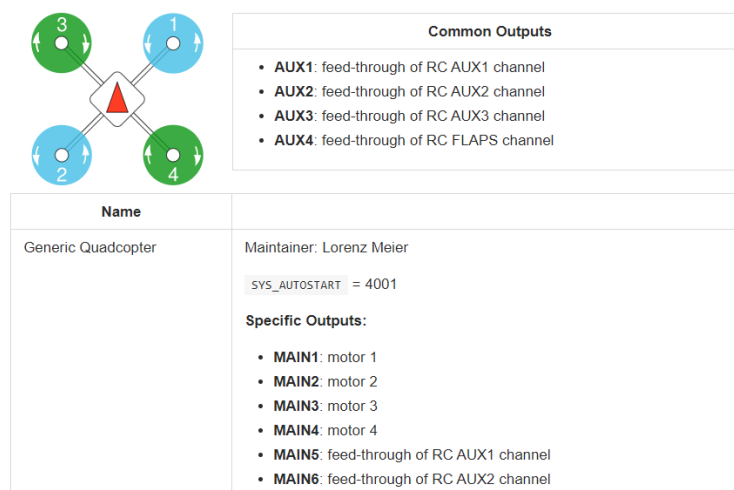 3
1
2
4
Common Outputs
• AUX1: feed-through of RC AUX1 channel
• AUX2: feed-through of RC AUX2 channel
• AUX3: feed-through of RC AUX3 channel
• AUX4: feed-through of RC FLAPS channel
Name
Generic Quadcopter
Maintainer: Lorenz Meier
SYS_AUTOSTART = 4001
Specific Outputs:
• MAIN1: motor 1
• MAIN2: motor 2
• MAIN3: motor 3
• MAIN4: motor 4
• MAIN5: feed-through of RC AUX1 channel
• MAIN6: feed-through of RC AUX2 channel